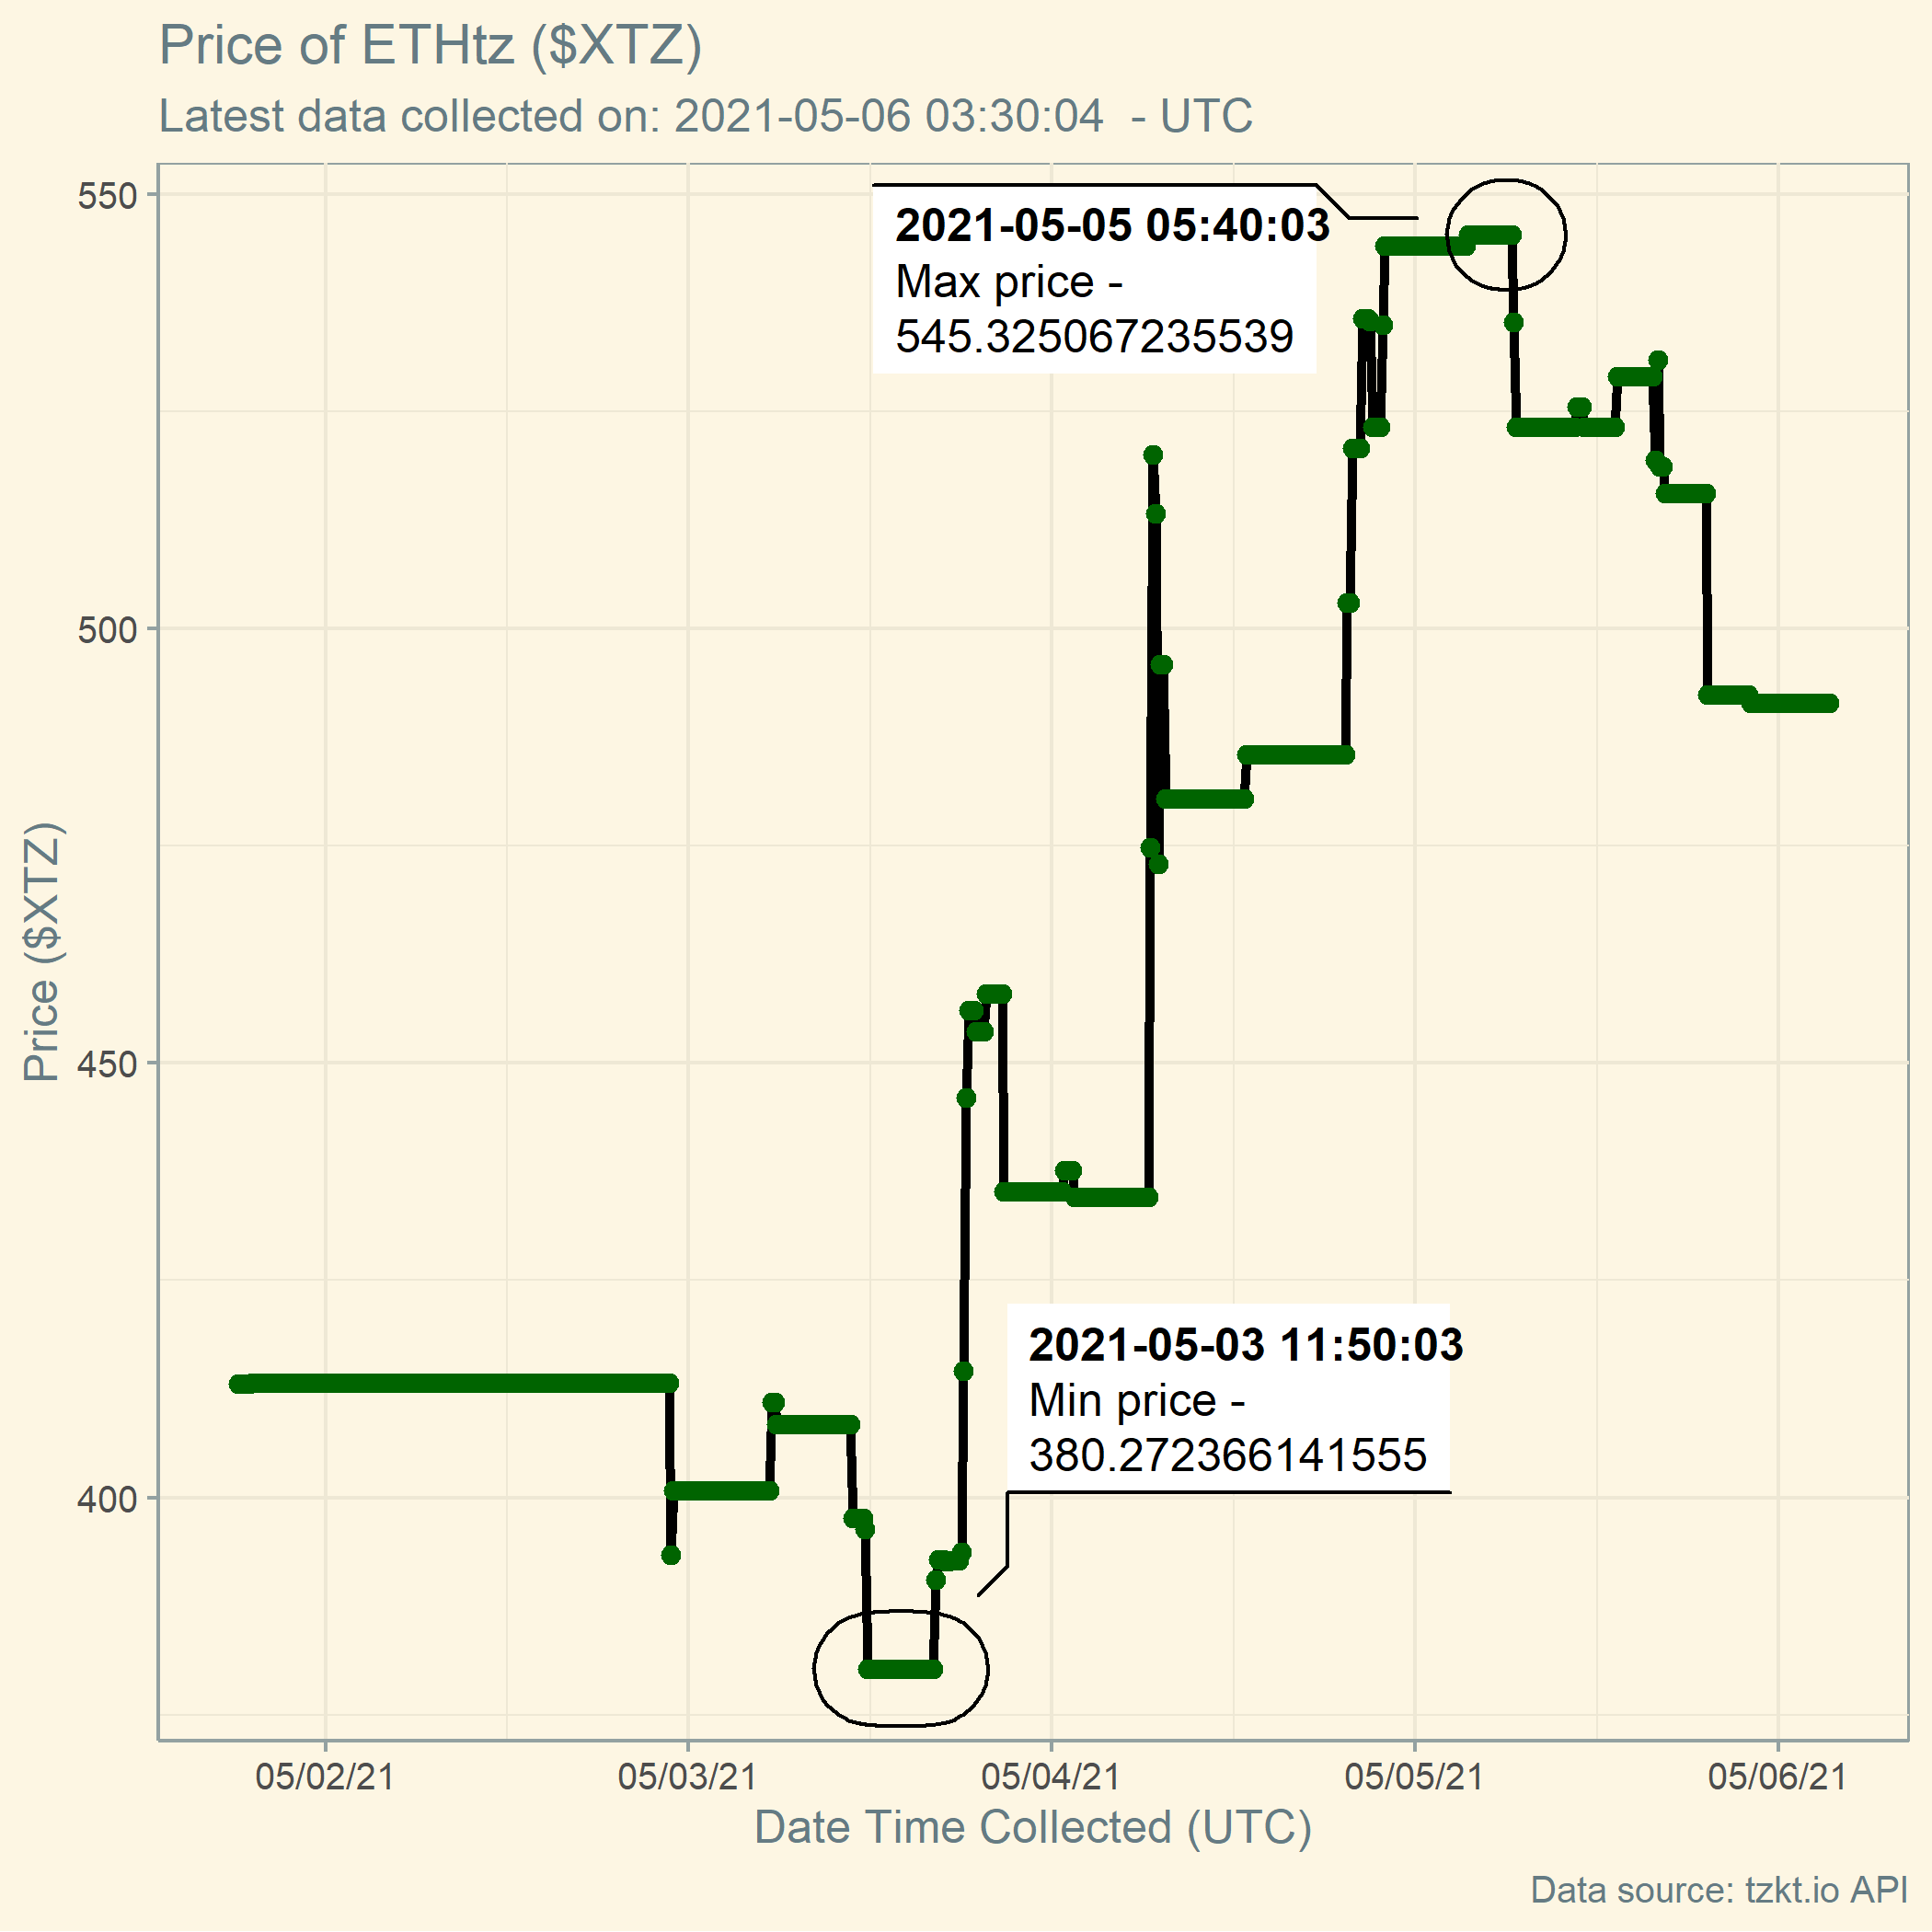 Price of ETHtz ($XTZ)
Latest data collected on: 2021-05-06 03:30:04  - UTC
550
500
450
400
Price ($XTZ)
2021-05-05 05:40:03
Max price -
545.325067235539
2021-05-03 11:50:03
Min price -
380.272366141555
05/02/21
05/03/21
05/04/21
05/05/21
05/06/21
Date Time Collected (UTC)
Data source: tzkt.io API